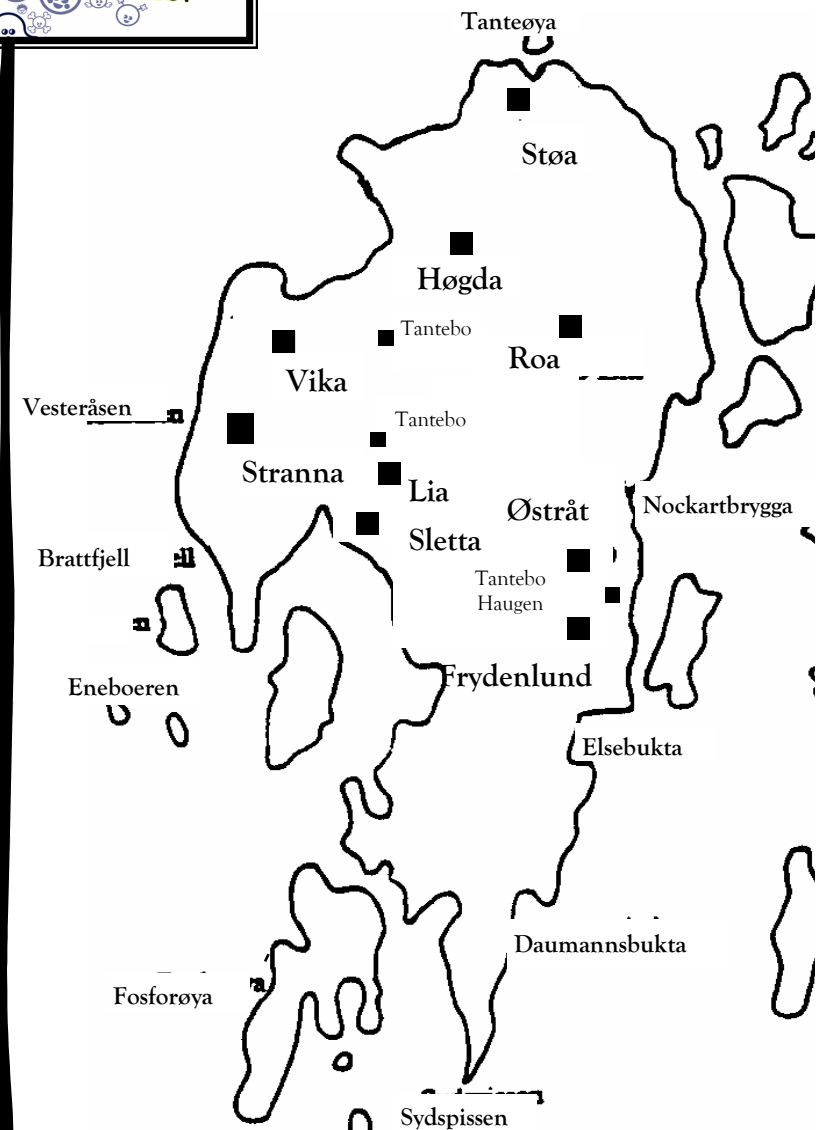 Tanteøya
Støa
Høgda
Tantebo
Roa
Vika
Vesteråsen
Tantebo
Stranna
Lia
Nockartbrygga
Østråt
Sletta
Brattfjell
Tantebo
Haugen
Frydenlund
Eneboeren
Elsebukta
Daumannsbukta
Fosforøya
Sydspissen